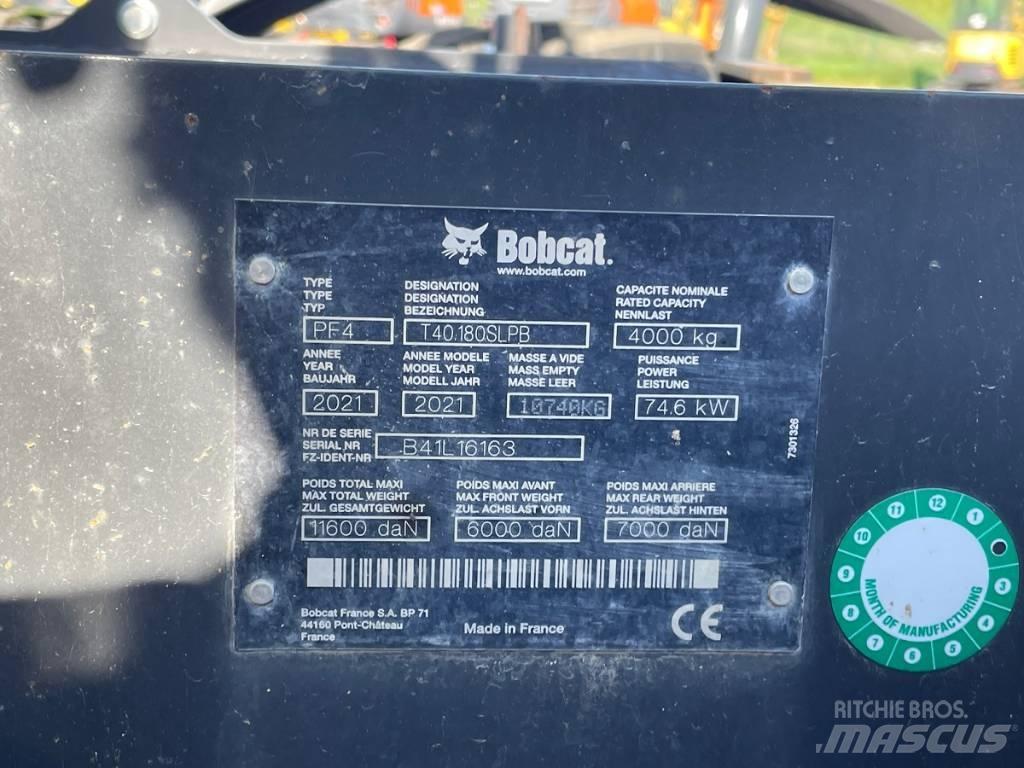 Bobcat.
www.bobcat.com
TYPE
TYPE
TYP
PF4
DESIGNATION
DESIGNATION
BEZEICHNUNG
T40.180SLPB
CAPACITE NOMINALE
RATED CAPACITY
NENNLAST
4000 kg
ANNEE
YEAR
BAUJAHR
2021
ANNEE MODELE
MODEL YEAR
MODELL JAHR
2021
MASSE A VIDE
MASS EMPTY
MASSE LEER
10740KG
PUISSANCE
POWER
LEISTUNG
74.6 kW
NR DE SERIE
SERIAL NR
FZ-IDENT-NR
B41L16163
7301326
POIDS TOTAL MAXI
MAX TOTAL WEIGHT
ZUL. GESAMTGEWICHT
11600 daN
POIDS MAXI AVANT
MAX FRONT WEIGHT
ZUL. ACHSLAST VORN
6000 daN
POIDS MAXI ARRIERE
MAX REAR WEIGHT
ZUL. ACHSLAST HINTEN
7000 daN
Bobcat France S.A. BP 71
44160 Pont-Château
France
Made in France
CE
12 1 3 4 5 6 7 8 9 10 11
MONTH OF MANUFACTURING
RITCHIE BROS.
MASCUS